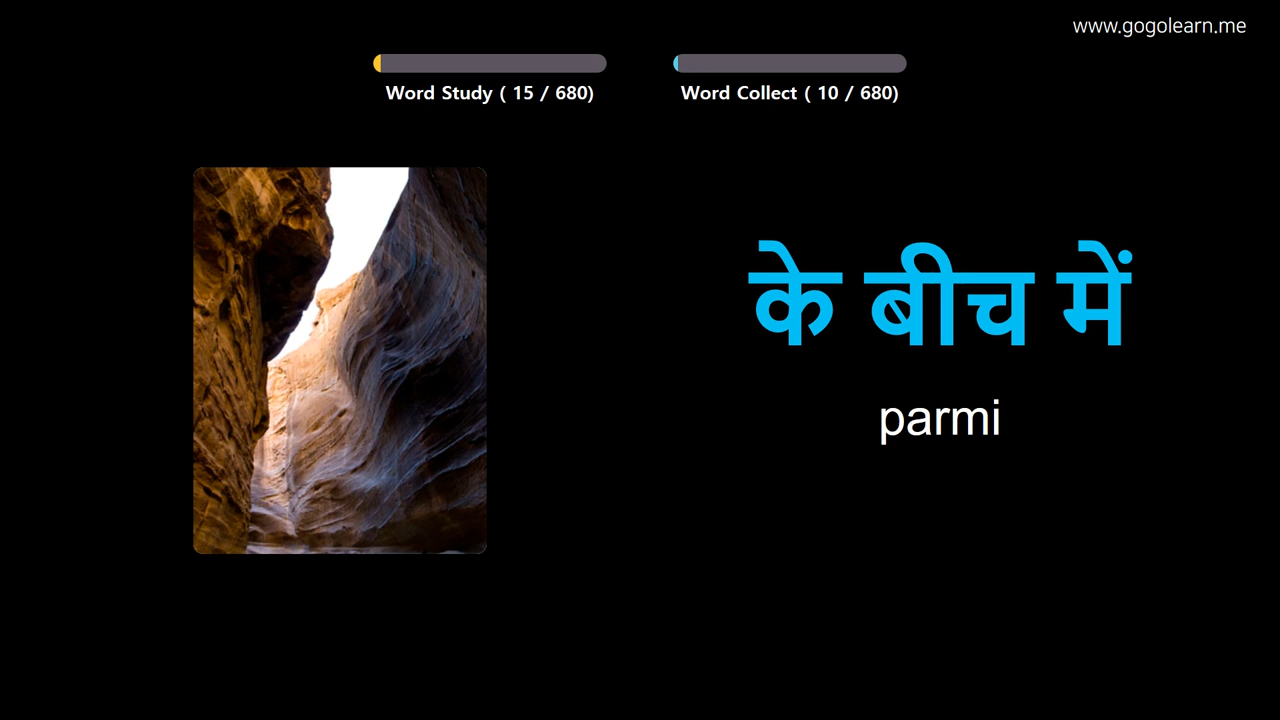 www.gogolearn.me
Word Study ( 15 / 680)
Word Collect ( 10 / 680)
के बीच में
parmi